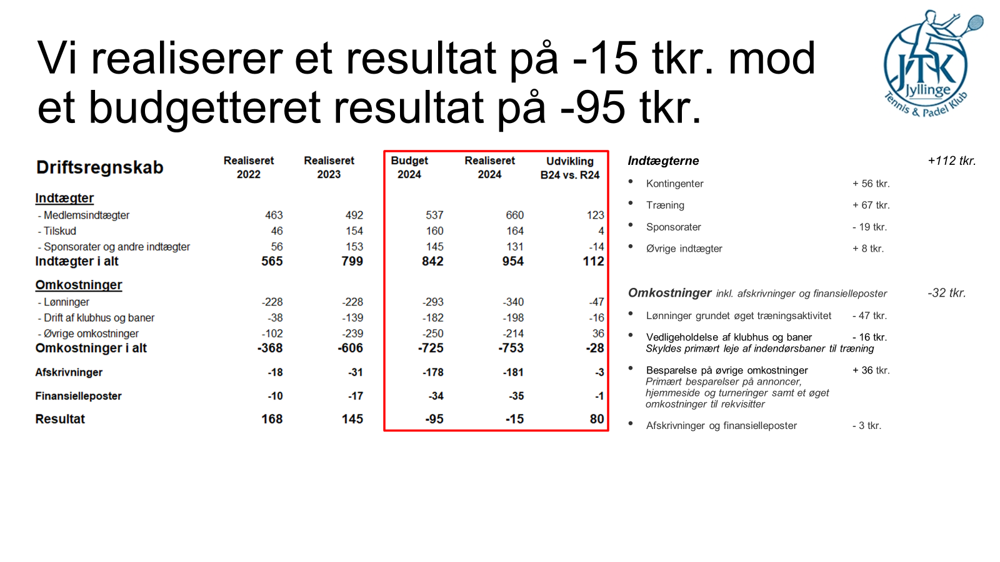 Vi realiserer et resultat på -15 tkr. mod
et budgetteret resultat på -95 tkr.
JTK
Jyllinge
Tennis & Padel Klub
Driftsregnskab Realiseret 2022 Realiseret 2023 Budget 2024 Realiseret 2024 Udvikling B24 vs. R24
Indtægter
- Medlemsindtægter 463 492 537 660 123
- Tilskud 46 154 160 164 4
- Sponsorater og andre indtægter 56 153 145 131 -14
Indtægter i alt 565 799 842 954 112
Omkostninger
- Lønninger -228 -228 -293 -340 -47
- Drift af klubhus og baner -38 -139 -182 -198 -16
- Øvrige omkostninger -102 -239 -250 -214 36
Omkostninger i alt -368 -606 -725 -753 -28
Afskrivninger -18 -31 -178 -181 -3
Finansielleposter -10 -17 -34 -35 -1
Resultat 168 145 -95 -15 80
Indtægterne +112 tkr.
• Kontingenter + 56 tkr.
• Træning + 67 tkr.
• Sponsorater - 19 tkr.
• Øvrige indtægter + 8 tkr.
Omkostninger inkl. afskrivninger og finansielleposter -32 tkr.
• Lønninger grundet øget træningsaktivitet - 47 tkr.
• Vedligeholdelse af klubhus og baner - 16 tkr.
Skyldes primært leje af indendørsbaner til træning
• Besparelse på øvrige omkostninger + 36 tkr.
Primært besparelser på annoncer,
hjemmeside og turneringer samt et øget
omkostninger til rekvisitter
• Afskrivninger og finansielleposter - 3 tkr.